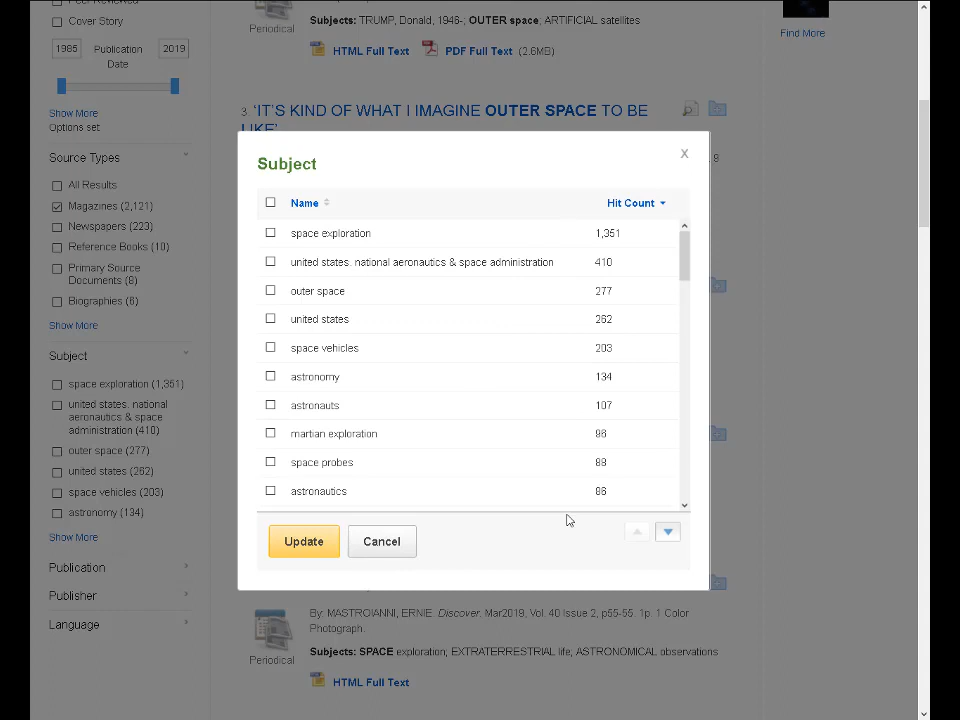 Peer Reviewed
Cover Story
1985 Publication Date 2019
Show More
Options set
Source Types
All Results
Magazines (2,121)
Newspapers (223)
Reference Books (10)
Primary Source
Documents (8)
Biographies (6)
Show More
Subject
space exploration (1,351)
united states. national
aeronautics & space
administration (410)
outer space (277)
united states (262)
space vehicles (203)
astronomy (134)
Show More
Publication
Publisher
Language
Periodical
Subjects: TRUMP, Donald, 1946-; OUTER space; ARTIFICIAL satellites
HTML Full Text PDF Full Text (2.6MB)
Find More
3. 'IT'S KIND OF WHAT I IMAGINE OUTER SPACE TO BE
LIKE'
9
Subject
X
Name Hit Count
space exploration 1,351
united states. national aeronautics & space administration 410
outer space 277
united states 262
space vehicles 203
astronomy 134
astronauts 107
martian exploration 96
space probes 88
astronautics 86
Update Cancel
By: MASTROIANNI, ERNIE. Discover. Mar2019, Vol. 40 Issue 2, p55-55. 1p. 1 Color
Photograph.
Periodical
Subjects: SPACE exploration; EXTRATERRESTRIAL life; ASTRONOMICAL observations
HTML Full Text